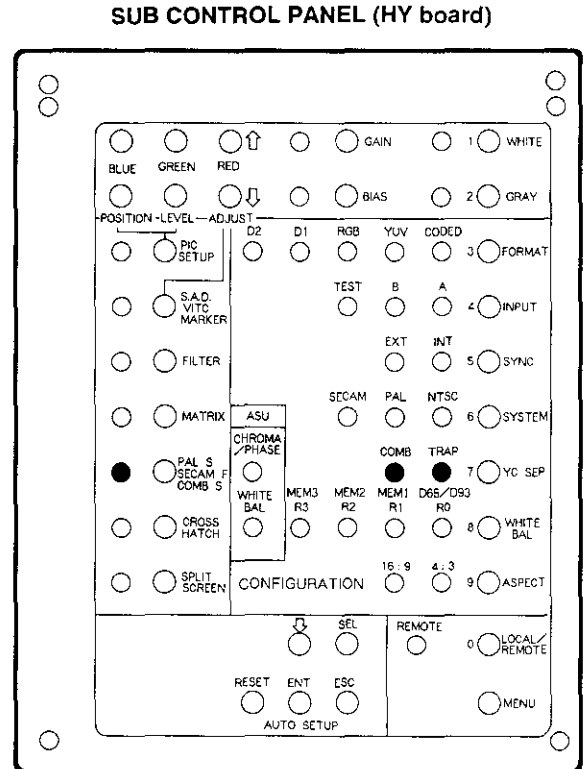 SUB CONTROL PANEL (HY board)
BLUE GREEN RED ⇧ GAIN 1 WHITE
⇩ BIAS 2 GRAY
POSITION -LEVEL ADJUST
D2 D1 RGB YUV CODED
PIC
SETUP
3 FORMAT
TEST B A
S.A.D.
VITC
MARKER
4 INPUT
EXT INT
FILTER 5 SYNC
SECAM PAL NTSC
MATRIX ASU 6 SYSTEM
CHROMA
/PHASE
COMB TRAP
PAL S
SECAM F
COMB S
7 YC SEP
WHITE
BAL
MEM3 MEM2 MEM1 D65/D93
R3 R2 R1 R0
CROSS
HATCH
8 WHITE
BAL
16:9 4:3
SPLIT
SCREEN
CONFIGURATION 9 ASPECT
⇩ SEL REMOTE
0 LOCAL/
REMOTE
RESET ENT ESC
MENU
AUTO SETUP